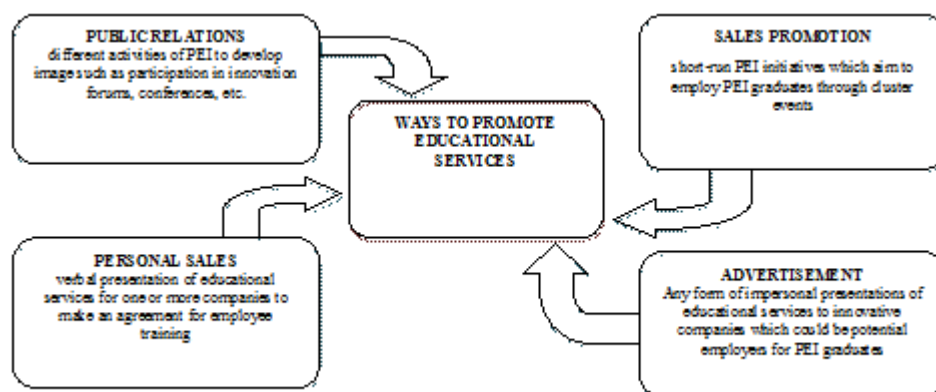 PUBLIC RELATIONS
different activities of PEI to develop
image such as participation in innovation
forums, conferences, etc.
SALES PROMOTION
short-run PEI initiatives which aim to
employ PEI graduates through cluster
events
WAYS TO PROMOTE
EDUCATIONAL
SERVICES
PERSONAL SALES
verbal presentation of educational
services for one or more companies to
make an agreement for employee
training
ADVERTISEMENT
Any form of impersonal presentations of
educational services to innovative
companies which could be potential
employers for PEI graduates